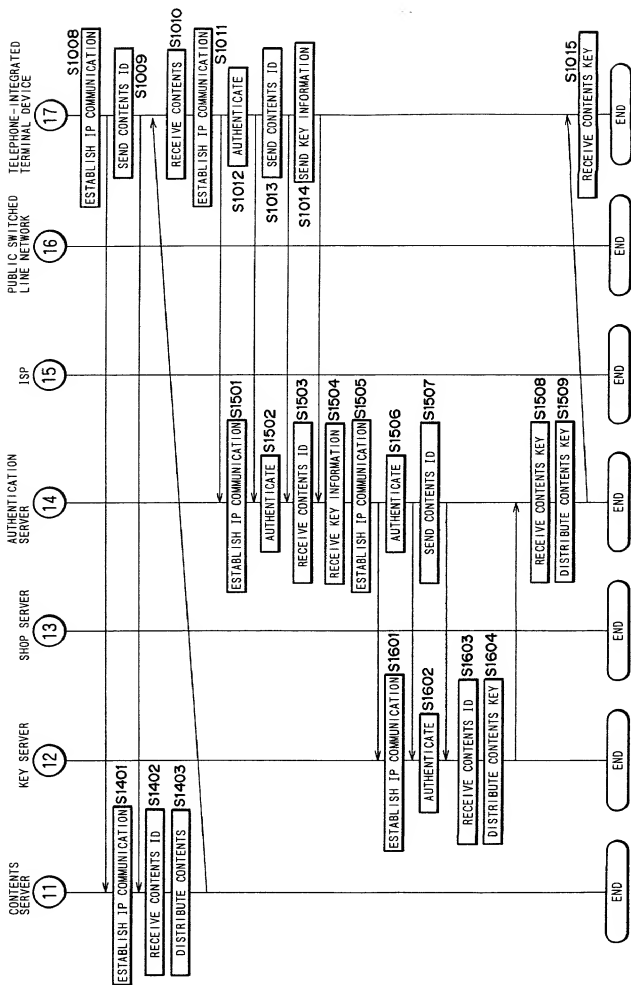 CONTENTS
SERVER
11
KEY SERVER
12
SHOP SERVER
13
AUTHENTICATION
SERVER
14
ISP
15
PUBLIC SWITCHED
LINE NETWORK
16
TELEPHONE-INTEGRATED
TERMINAL DEVICE
17
ESTABLISH IP COMMUNICATION S1008
SEND CONTENTS ID S1009
ESTABLISH IP COMMUNICATION S1401
RECEIVE CONTENTS ID S1402
DISTRIBUTE CONTENTS S1403
RECEIVE CONTENTS S1010
ESTABLISH IP COMMUNICATION S1011
AUTHENTICATE S1012
SEND CONTENTS ID S1013
SEND KEY INFORMATION S1014
ESTABLISH IP COMMUNICATION S1501
AUTHENTICATE S1502
RECEIVE CONTENTS ID S1503
RECEIVE KEY INFORMATION S1504
ESTABLISH IP COMMUNICATION S1505
AUTHENTICATE S1506
SEND CONTENTS ID S1507
ESTABLISH IP COMMUNICATION S1601
AUTHENTICATE S1602
RECEIVE CONTENTS ID S1603
DISTRIBUTE CONTENTS KEY S1604
RECEIVE CONTENTS KEY S1508
DISTRIBUTE CONTENTS KEY S1509
RECEIVE CONTENTS KEY S1015
END
END
END
END
END
END
END